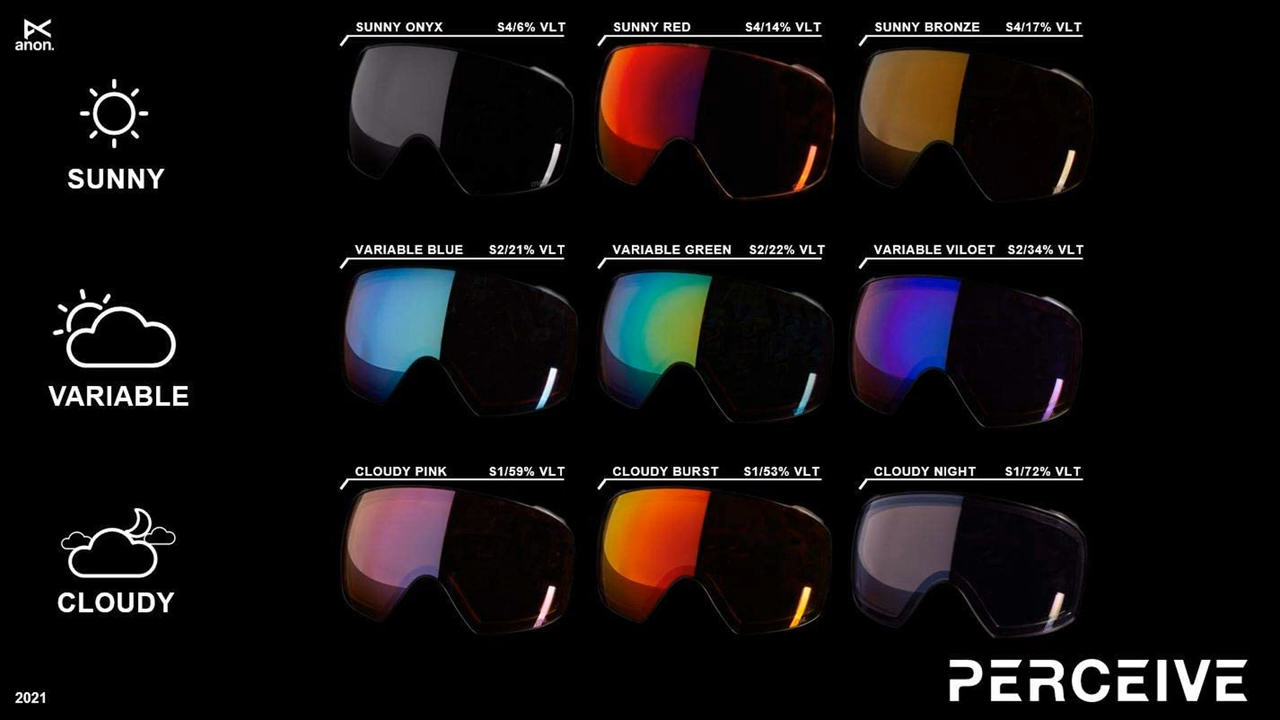 anon.
SUNNY
SUNNY ONYX S4/6% VLT
SUNNY RED S4/14% VLT
SUNNY BRONZE S4/17% VLT
VARIABLE
VARIABLE BLUE S2/21% VLT
VARIABLE GREEN S2/22% VLT
VARIABLE VILOET S2/34% VLT
CLOUDY
CLOUDY PINK S1/59% VLT
CLOUDY BURST S1/53% VLT
CLOUDY NIGHT S1/72% VLT
PERCEIVE
2021